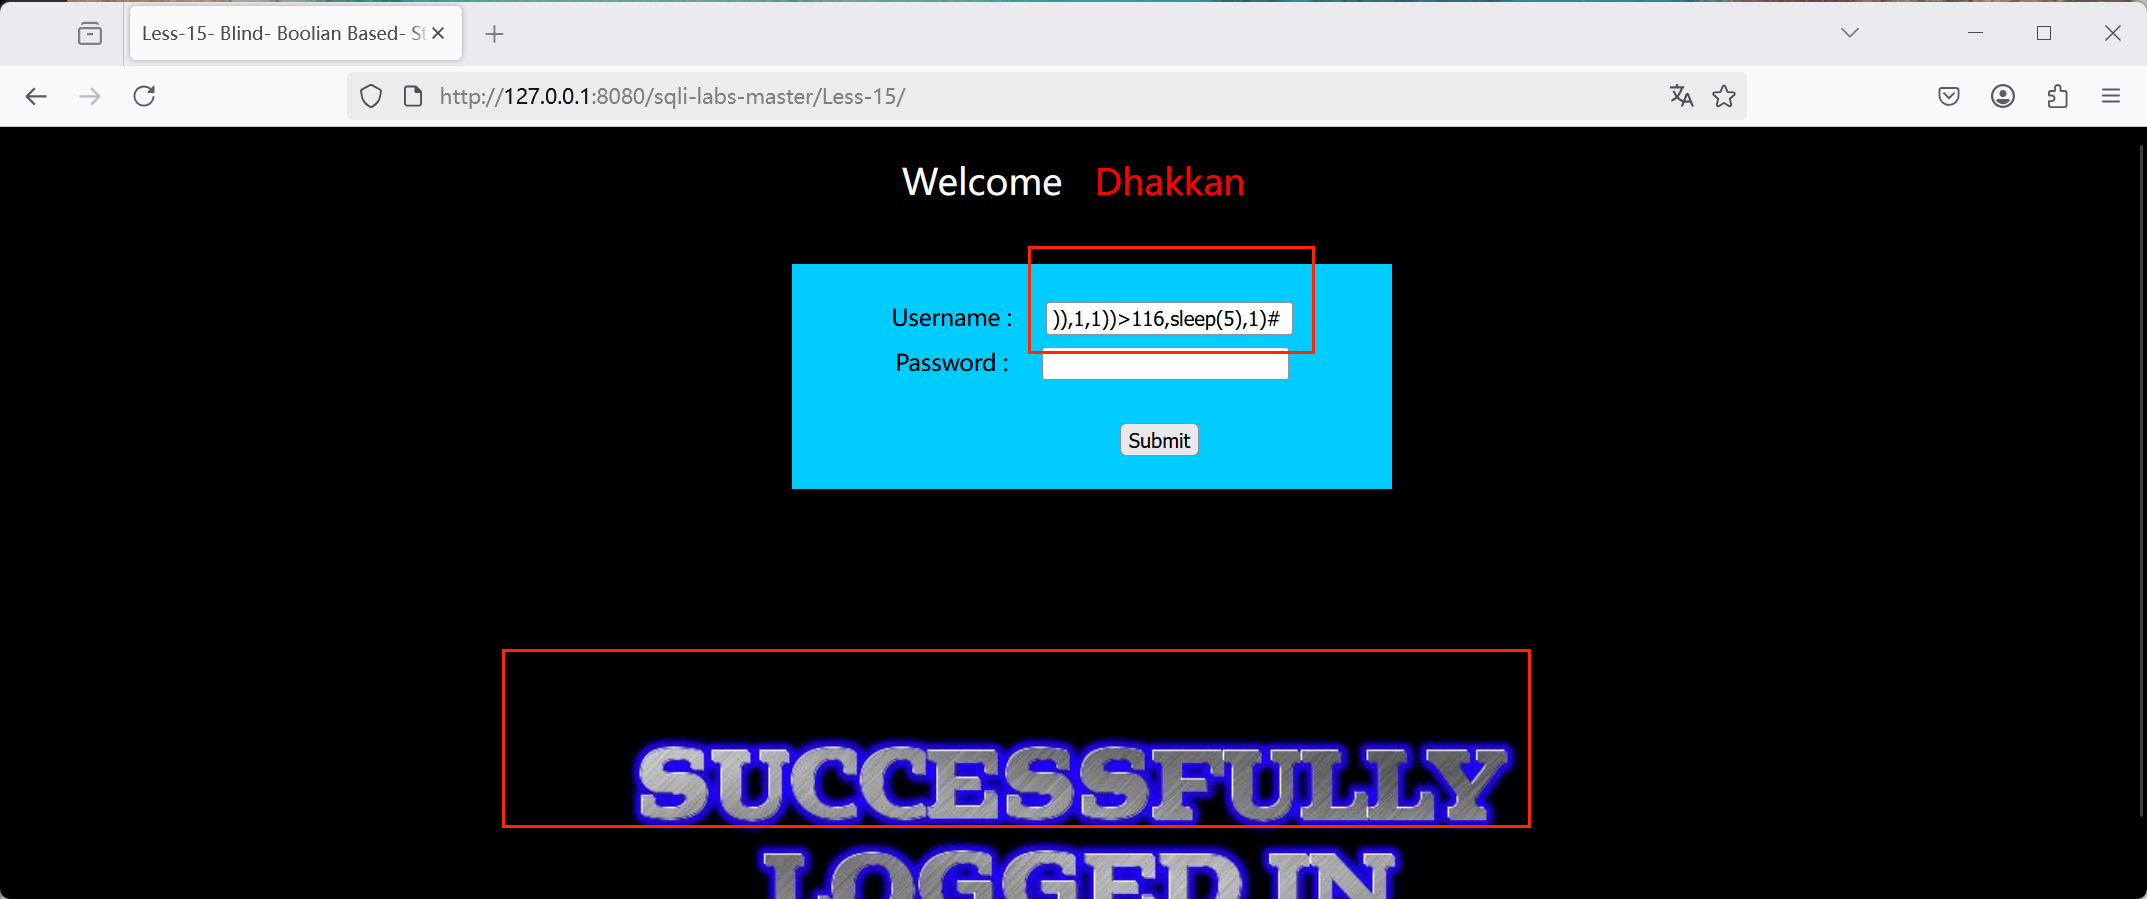 Less-15- Blind- Boolian Based- St
http://127.0.0.1:8080/sqli-labs-master/Less-15/
Welcome Dhakkan
Username : )),1,1))>116,sleep(5),1)#
Password :
Submit
SUCCESSFULLY
LOGGED IN